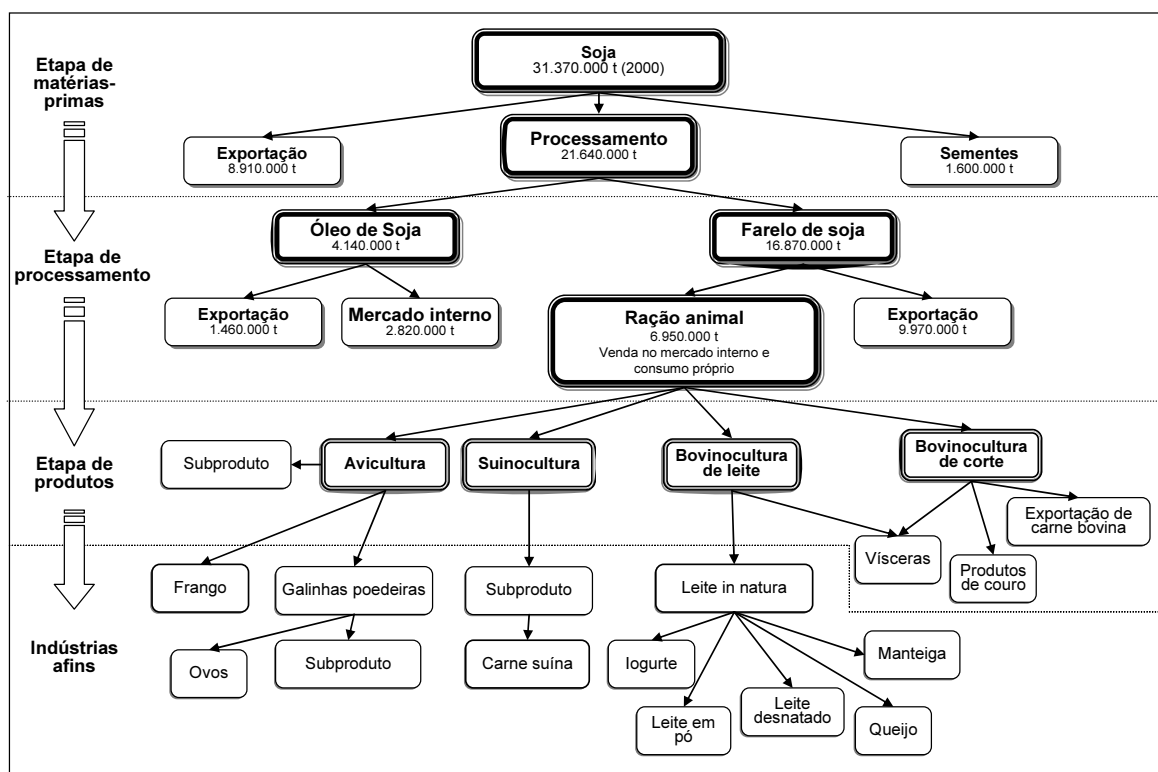 Etapa de
matérias-
primas
Soja
31.370.000 t (2000)
Exportação
8.910.000 t
Processamento
21.640.000 t
Sementes
1.600.000 t
Etapa de
processamento
Óleo de Soja
4.140.000 t
Farelo de soja
16.870.000 t
Exportação
1.460.000 t
Mercado interno
2.820.000 t
Ração animal
6.950.000 t
Venda no mercado interno e
consumo próprio
Exportação
9.970.000 t
Etapa de
produtos
Subproduto
Avicultura
Suinocultura
Bovinocultura
de leite
Bovinocultura
de corte
Exportação de
carne bovina
Vísceras
Produtos
de couro
Indústrias
afins
Frango
Galinhas poedeiras
Subproduto
Leite in natura
Ovos
Subproduto
Carne suína
Iogurte
Manteiga
Leite em
pó
Leite
desnatado
Queijo